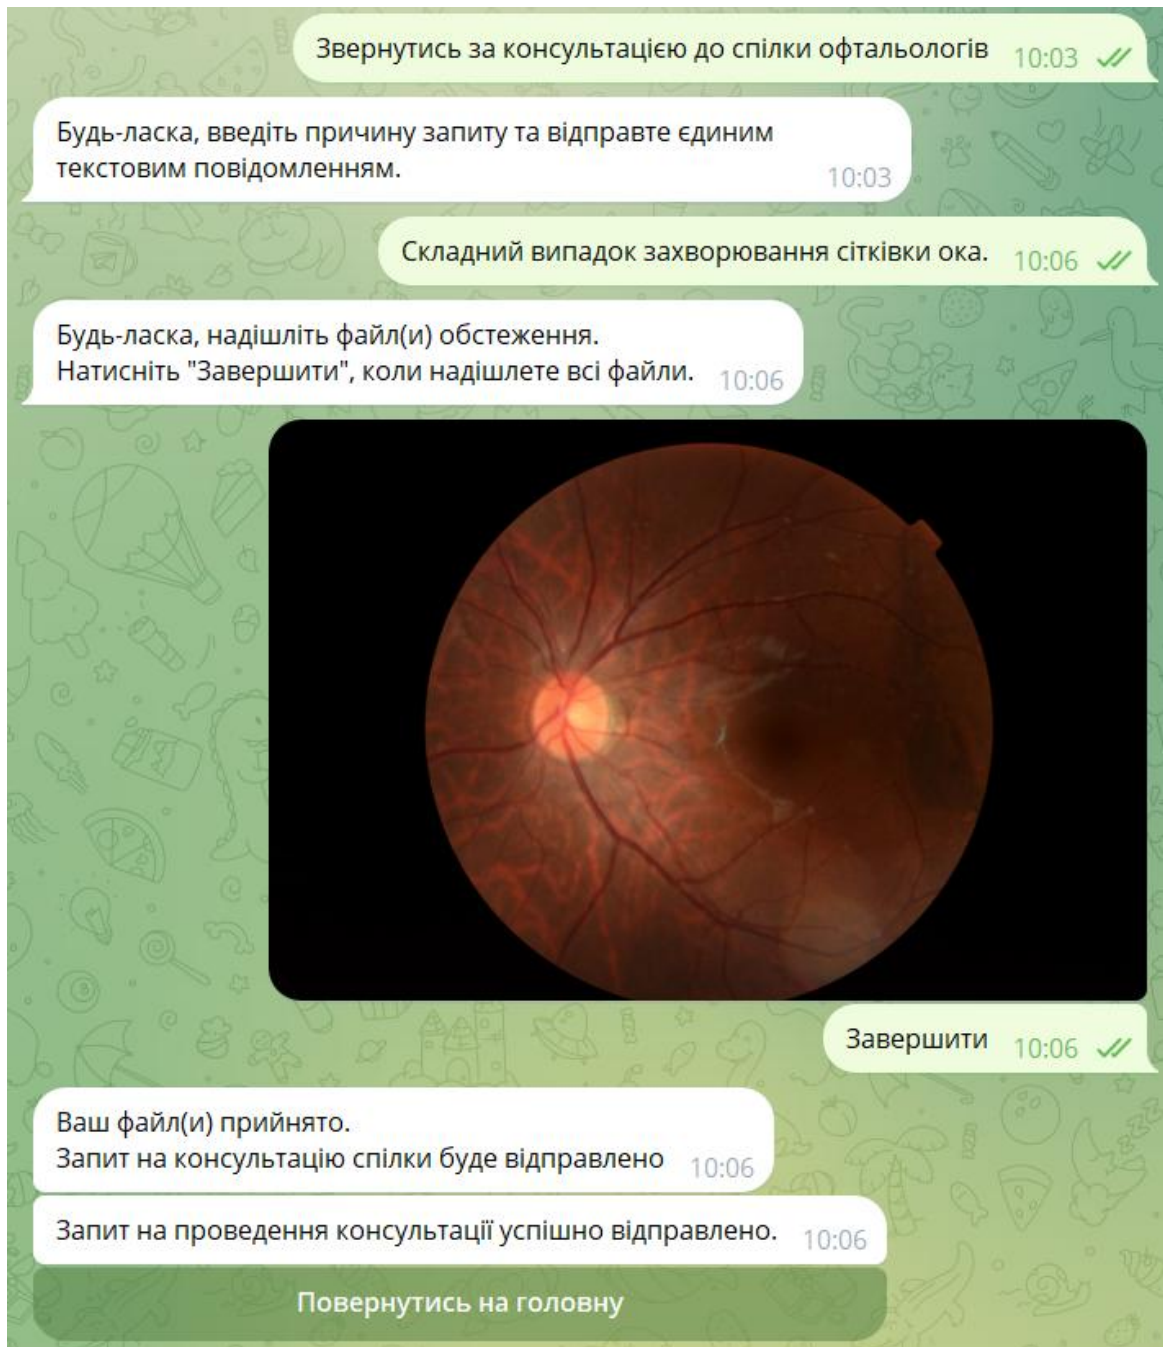 Звернутись за консультацією до спілки офтальологів 10:03
Будь-ласка, введіть причину запиту та відправте єдиним
текстовим повідомленням. 10:03
Складний випадок захворювання сітківки ока. 10:06
Будь-ласка, надішліть файл(и) обстеження.
Натисніть "Завершити", коли надішлете всі файли. 10:06
Завершити 10:06
Ваш файл(и) прийнято.
Запит на консультацію спілки буде відправлено 10:06
Запит на проведення консультації успішно відправлено. 10:06
Повернутись на головну